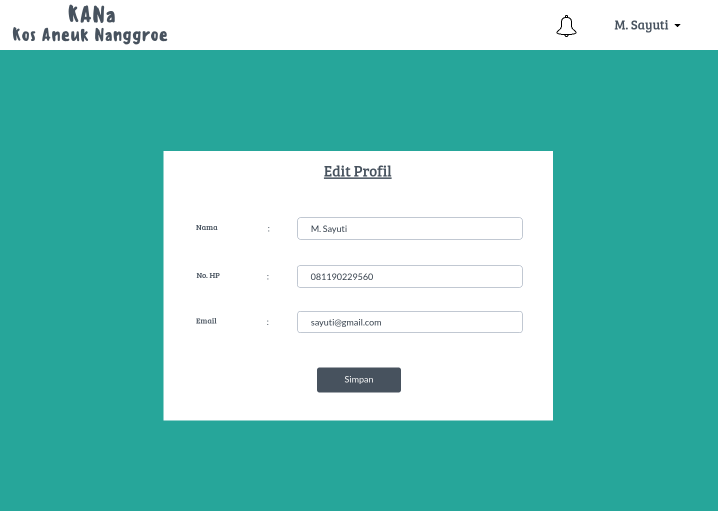 KANa
Kos Aneuk Nanggroe
M. Sayuti
Edit Profil
Nama : M. Sayuti
No. HP : 081190229560
Email : sayuti@gmail.com
Simpan